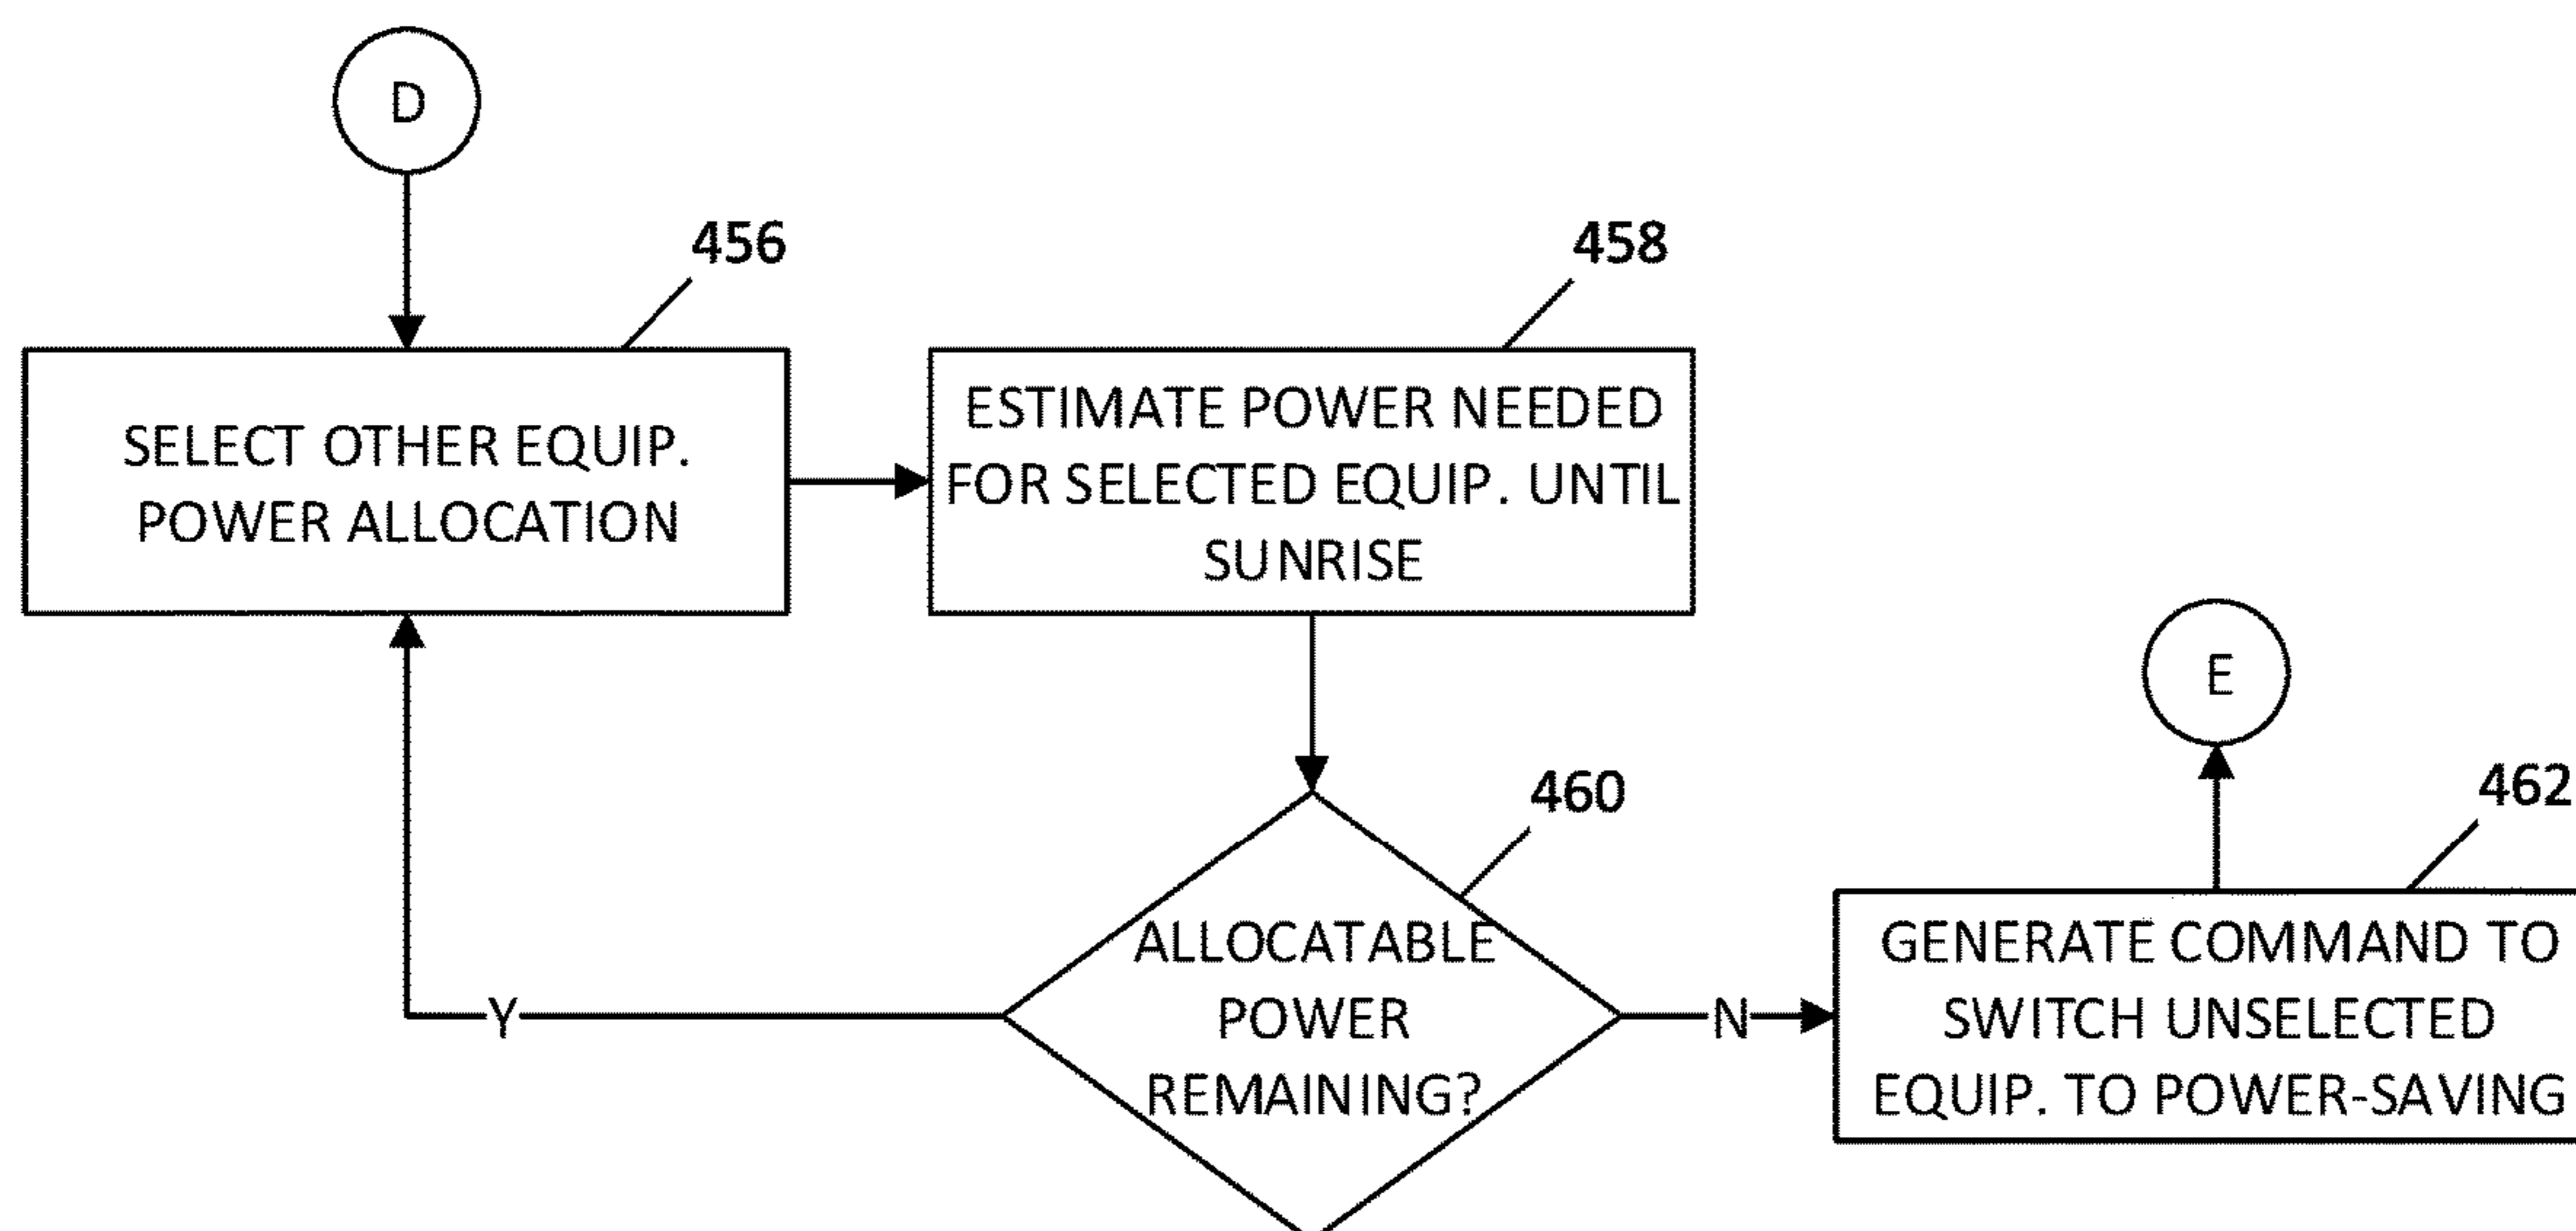 D
456
SELECT OTHER EQUIP.
POWER ALLOCATION
458
ESTIMATE POWER NEEDED
FOR SELECTED EQUIP. UNTIL
SUNRISE
460
ALLOCATABLE
POWER
REMAINING?
Y
N
E
462
GENERATE COMMAND TO
SWITCH UNSELECTED
EQUIP. TO POWER-SAVING